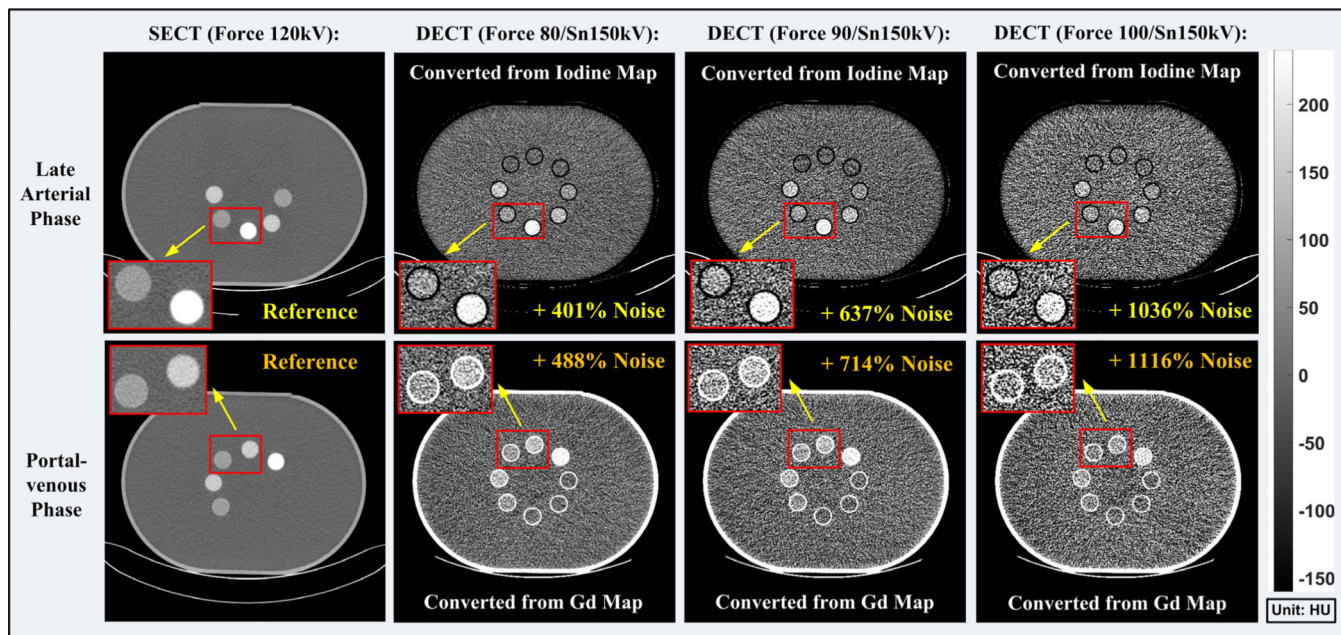 SECT (Force 120kV):
DECT (Force 80/Sn150kV):
DECT (Force 90/Sn150kV):
DECT (Force 100/Sn150kV):
Late
Arterial
Phase
Reference
Converted from Iodine Map
+ 401% Noise
Converted from Iodine Map
+ 637% Noise
Converted from Iodine Map
+ 1036% Noise
Portal-
venous
Phase
Reference
+ 488% Noise
Converted from Gd Map
+ 714% Noise
Converted from Gd Map
+ 1116% Noise
Converted from Gd Map
200
150
100
50
0
-50
-100
-150
Unit: HU